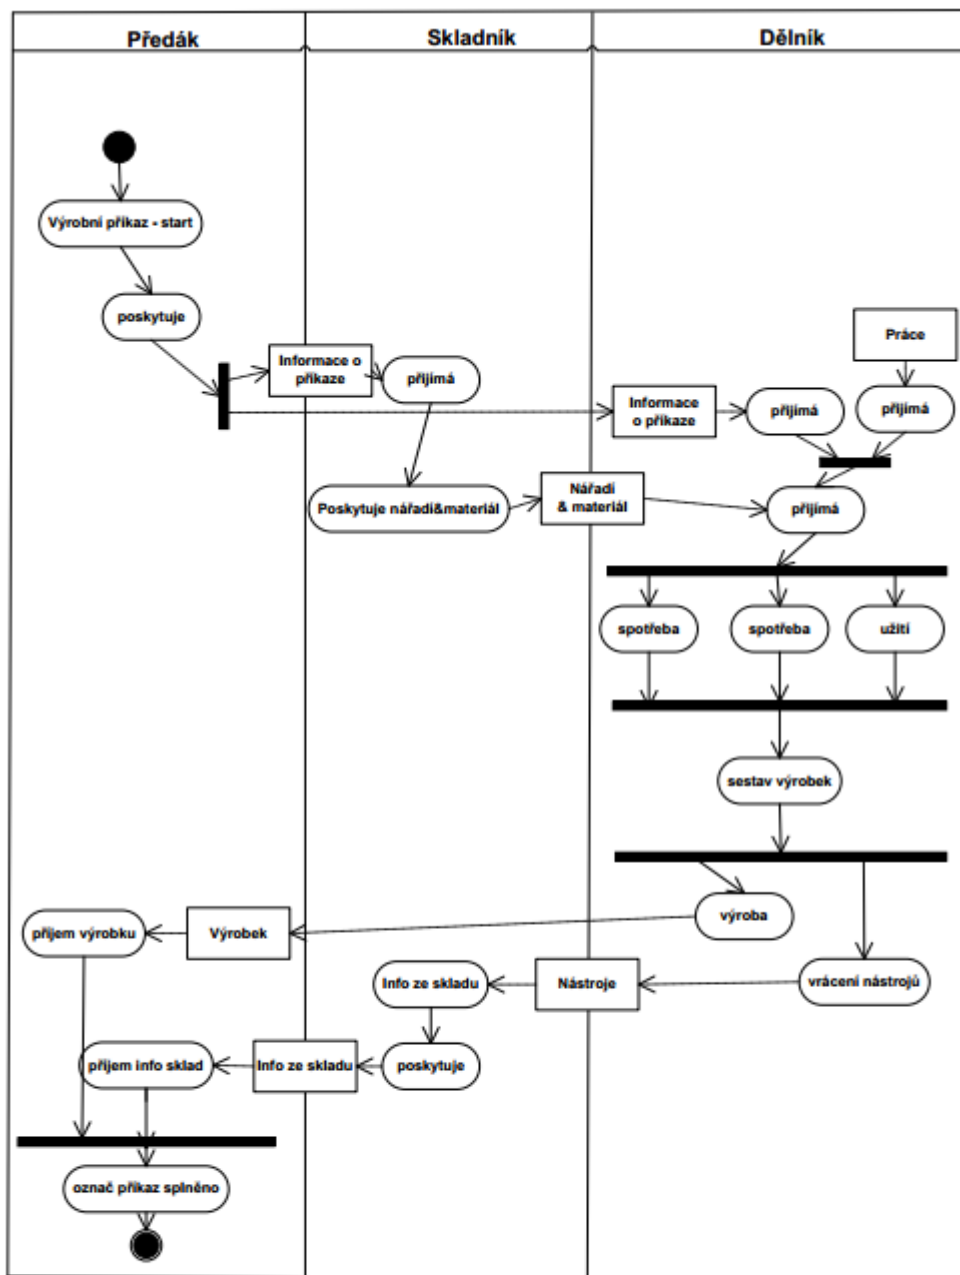 Předák
Skladník
Dělník
Výrobní příkaz - start
poskytuje
Informace o
příkaze
přijímá
Informace
o příkaze
přijímá
Práce
přijímá
Poskytuje nářadí&materiál
Nářadí
& materiál
přijímá
spotřeba
spotřeba
užití
sestav výrobek
výroba
Výrobek
příjem výrobku
vrácení nástrojů
Nástroje
Info ze skladu
poskytuje
Info ze skladu
příjem info sklad
označ příkaz splněno